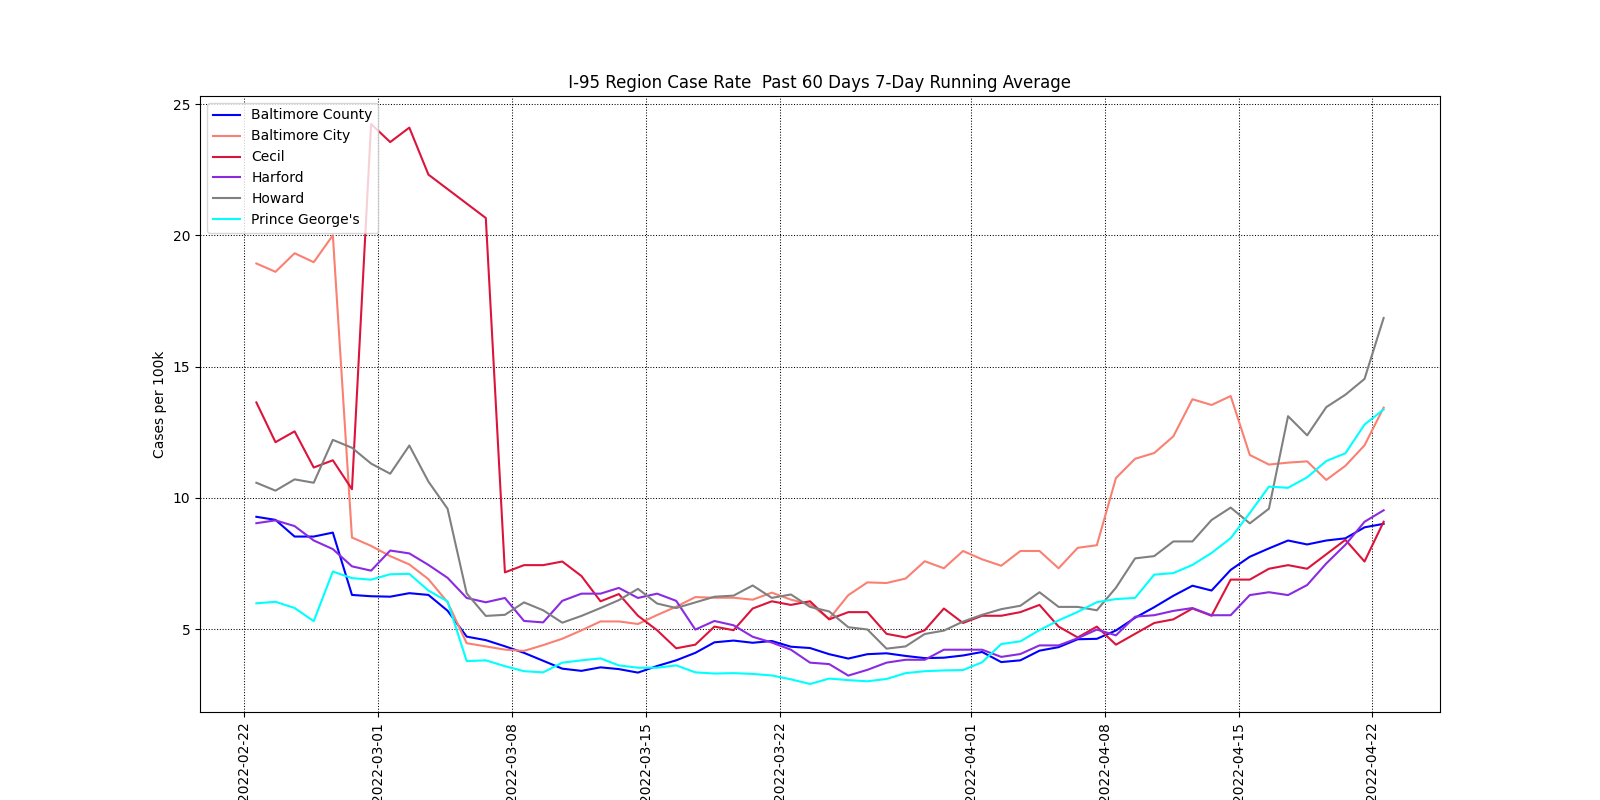 I-95 Region Case Rate  Past 60 Days 7-Day Running Average
25
20
15
10
5
Cases per 100k
Baltimore County
Baltimore City
Cecil
Harford
Howard
Prince George's
2022-02-22
2022-03-01
2022-03-08
2022-03-15
2022-03-22
2022-04-01
2022-04-08
2022-04-15
2022-04-22